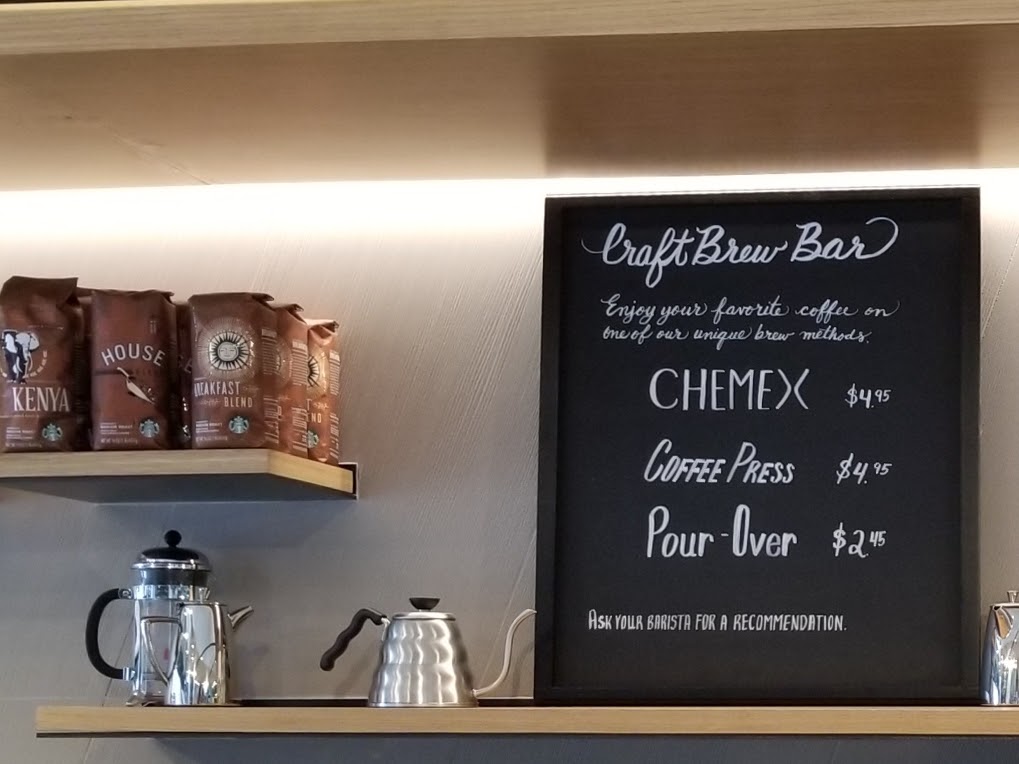 Craft Brew Bar
Enjoy your favorite coffee on
one of our unique brew methods.
CHEMEX $4.95
COFFEE PRESS $4.95
Pour-Over $2.45
ASK YOUR BARISTA FOR A RECOMMENDATION.
KENYA
HOUSE
BREAKFAST
BLEND